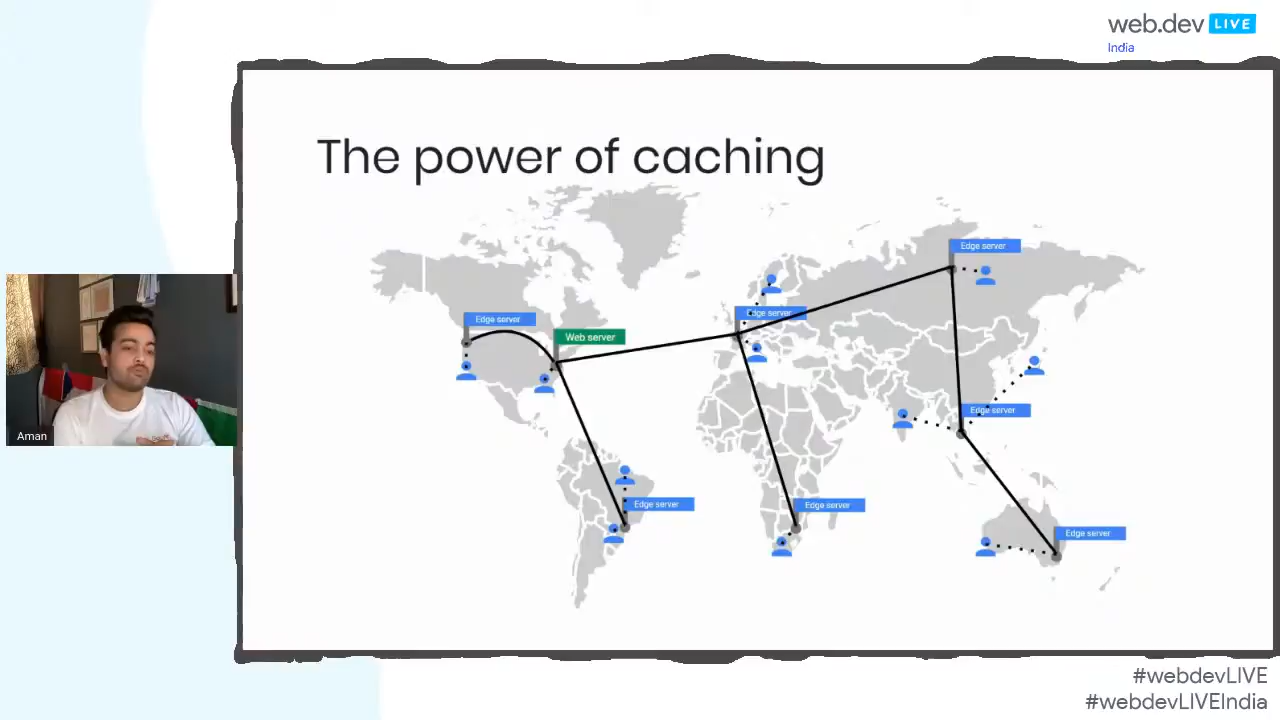 web.dev LIVE
India
The power of caching
Edge server
Edge server
Edge server
Web server
Edge server
Edge server
Edge server
Edge server
Aman
#webdevLIVE
#webdevLIVEIndia